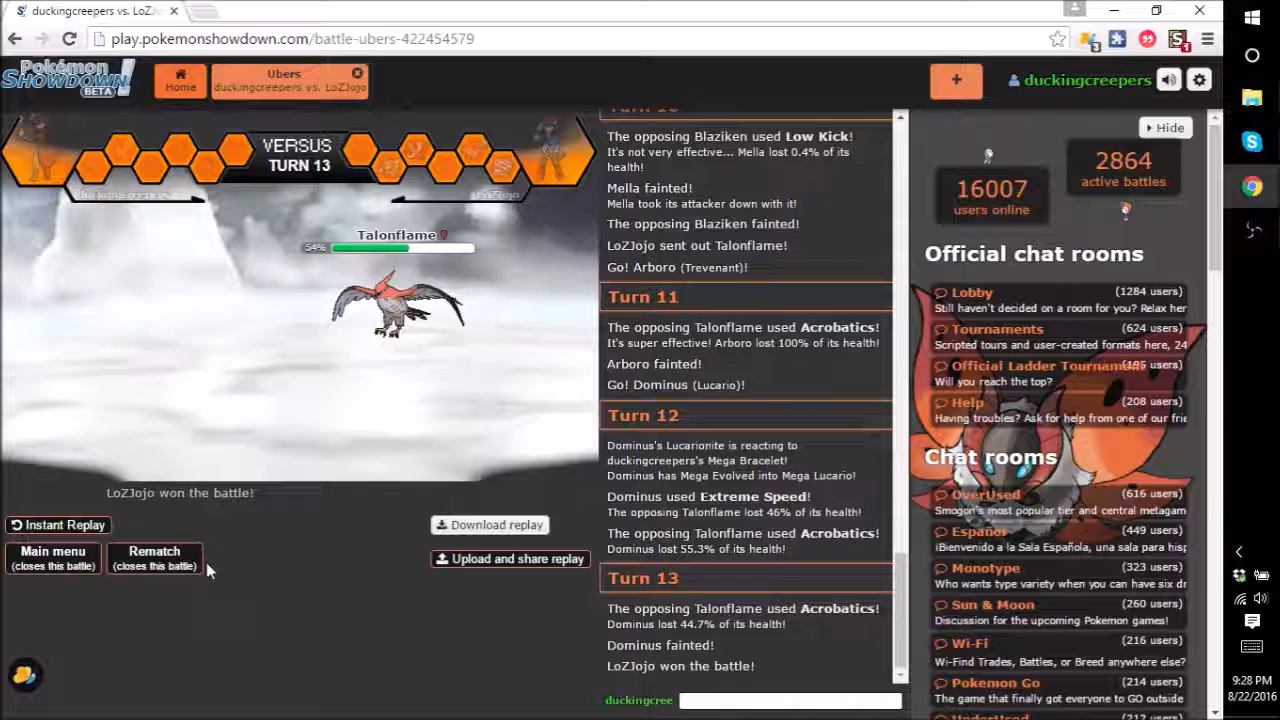 duckingcreepers vs. LoZJ
play.pokemonshowdown.com/battle-ubers-422454579
3
1
Pokémon
SHOWDOWN!
BETA
Home
Ubers
duckingcreepers vs. LoZJojo
+
duckingcreepers
VERSUS
TURN 13
duckingcreepers
LoZJojo
Talonflame
54%
LoZJojo won the battle!
Instant Replay
Download replay
Main menu
(closes this battle)
Rematch
(closes this battle)
Upload and share replay
The opposing Blaziken used Low Kick!
It's not very effective... Mella lost 0.4% of its
health!
Mella fainted!
Mella took its attacker down with it!
The opposing Blaziken fainted!
LoZJojo sent out Talonflame!
Go! Arboro (Trevenant)!
Turn 11
The opposing Talonflame used Acrobatics!
It's super effective! Arboro lost 100% of its health!
Arboro fainted!
Go! Dominus (Lucario)!
Turn 12
Dominus's Lucarionite is reacting to
duckingcreepers's Mega Bracelet!
Dominus has Mega Evolved into Mega Lucario!
Dominus used Extreme Speed!
The opposing Talonflame lost 46% of its health!
The opposing Talonflame used Acrobatics!
Dominus lost 55.3% of its health!
Turn 13
The opposing Talonflame used Acrobatics!
Dominus lost 44.7% of its health!
Dominus fainted!
LoZJojo won the battle!
duckingcree
Hide
16007
users online
2864
active battles
Official chat rooms
Lobby (1284 users)
Still haven't decided on a room for you? Relax her
Tournaments (624 users)
Scripted tours and user-created formats here, 24
Official Ladder Tournament users)
Will you reach the top?
Help (208 users)
Having troubles? Ask for help from one of our frie
Chat rooms
OverUsed (616 users)
Smogon's most popular tier and central metagam
Español (449 users)
¡Bienvenido a la Sala Española, una sala para hisp
Monotype (323 users)
Who wants type variety when you can have six dr
Sun & Moon (260 users)
Discussion for the upcoming Pokemon games!
Wi-Fi (216 users)
Wi-Find Trades, Battles, or Breed anywhere else?
Pokemon Go (214 users)
The game that finally got everyone to GO outside
UnderUsed (212 users)
9:28 PM
8/22/2016